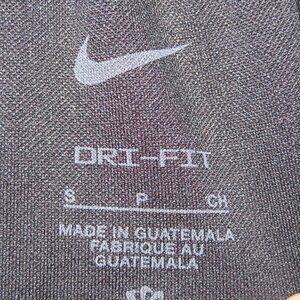 DRI-FIT
S P CH
MADE IN GUATEMALA
FABRIQUE AU
GUATEMALA